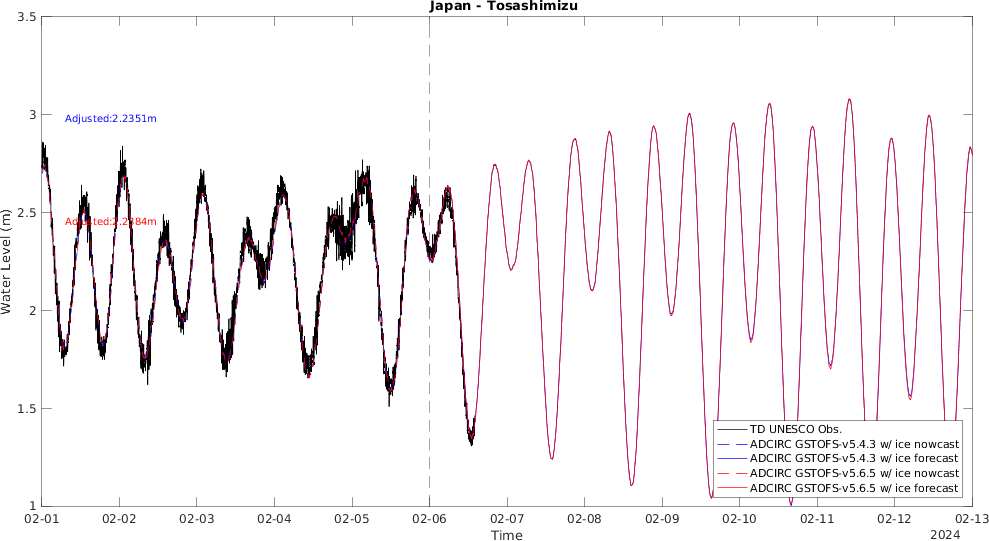 Japan - Tosashimizu
3.5
3
2.5
2
1.5
1
Water Level (m)
Adjusted:2.2351m
Adjusted:2.2384m
TD UNESCO Obs.
ADCIRC GSTOFS-v5.4.3 w/ ice nowcast
ADCIRC GSTOFS-v5.4.3 w/ ice forecast
ADCIRC GSTOFS-v5.6.5 w/ ice nowcast
ADCIRC GSTOFS-v5.6.5 w/ ice forecast
02-01 02-02 02-03 02-04 02-05 02-06 02-07 02-08 02-09 02-10 02-11 02-12 02-13
Time
2024